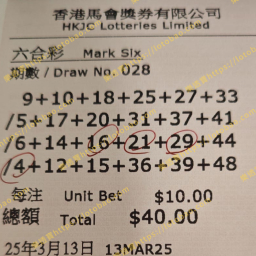 香港馬會獎券有限公司
HKJC Lotteries Limited
六合彩 Mark Six
期數 / Draw No. 028
9+10+18+25+27+33
/5+17+20+31+37+41
/6+14+16+21+29+44
/4+12+15+36+39+48
每注 Unit Bet $10.00
總額 Total $40.00
25年3月13日 13MAR25